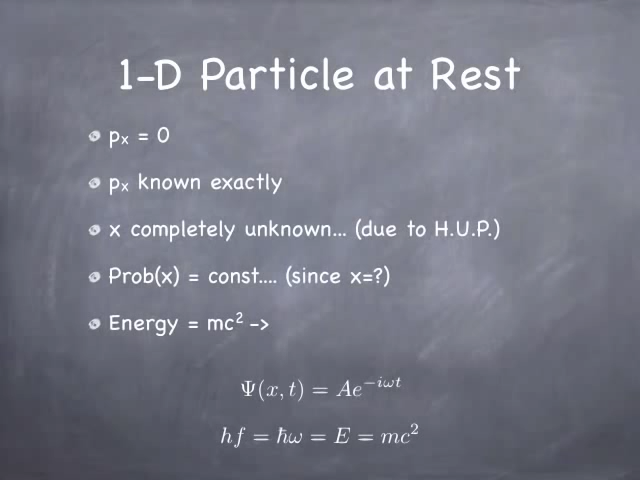 1-D Particle at Rest
pₓ = 0
pₓ known exactly
x completely unknown... (due to H.U.P.)
Prob(x) = const.... (since x=?)
Energy = mc² ->
Ψ(x, t) = Ae^{−iωt}
hf = ℏω = E = mc²